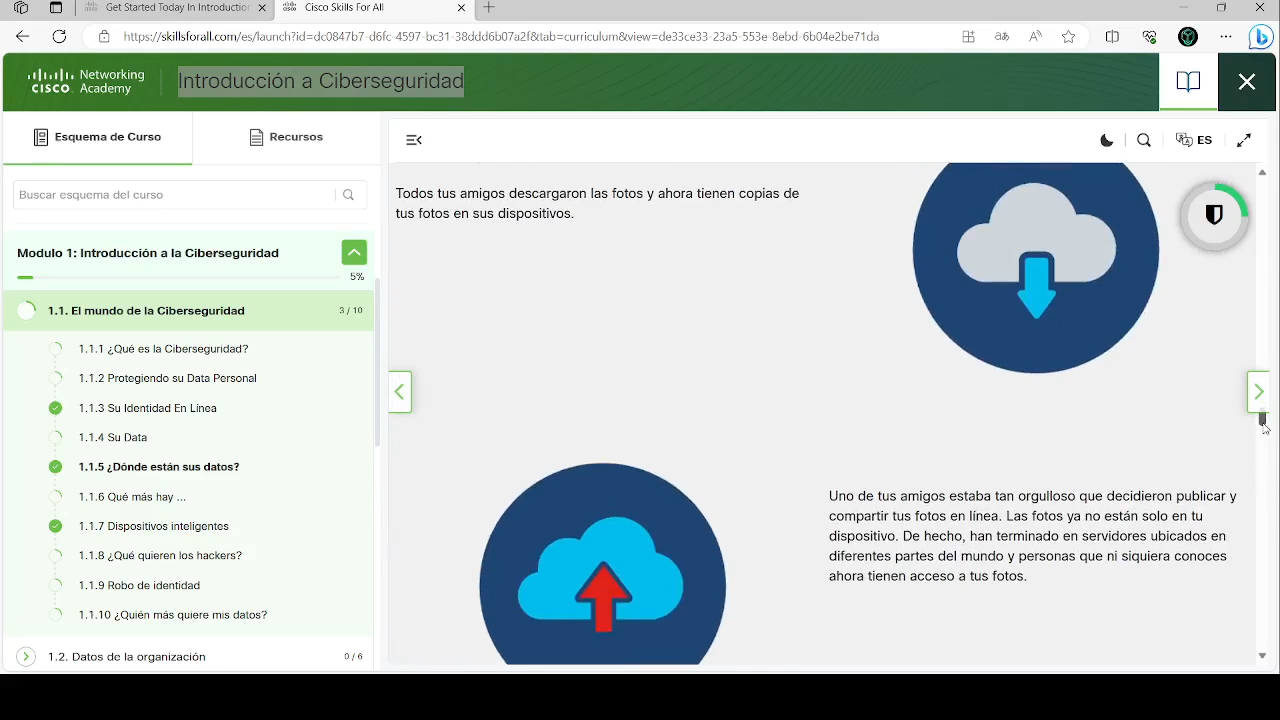 Get Started Today In Introduction
Cisco Skills For All
https://skillsforall.com/es/launch?id=dc0847b7-d6fc-4597-bc31-38ddd6b07a2f&tab=curriculum&view=de33ce33-23a5-553e-8ebd-6b04e2be71da
CISCO Networking Academy
Introducción a Ciberseguridad
Esquema de Curso
Recursos
ES
Buscar esquema del curso
Modulo 1: Introducción a la Ciberseguridad
5%
1.1. El mundo de la Ciberseguridad 3 / 10
1.1.1 ¿Qué es la Ciberseguridad?
1.1.2 Protegiendo su Data Personal
1.1.3 Su Identidad En Línea
1.1.4 Su Data
1.1.5 ¿Dónde están sus datos?
1.1.6 Qué más hay ...
1.1.7 Dispositivos inteligentes
1.1.8 ¿Qué quieren los hackers?
1.1.9 Robo de identidad
1.1.10 ¿Quién más quiere mis datos?
1.2. Datos de la organización 0 / 6
Todos tus amigos descargaron las fotos y ahora tienen copias de
tus fotos en sus dispositivos.
Uno de tus amigos estaba tan orgulloso que decidieron publicar y
compartir tus fotos en línea. Las fotos ya no están solo en tu
dispositivo. De hecho, han terminado en servidores ubicados en
diferentes partes del mundo y personas que ni siquiera conoces
ahora tienen acceso a tus fotos.